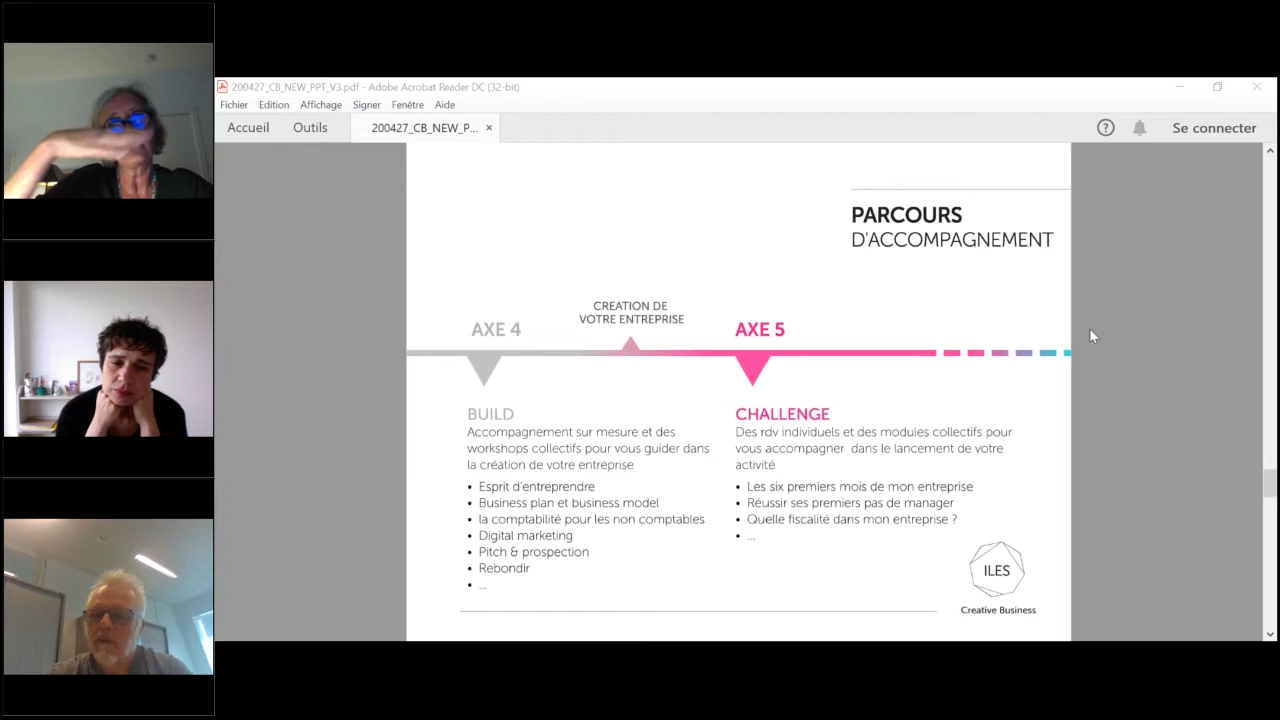 200427_CB_NEW_PPT_V3.pdf - Adobe Acrobat Reader DC (32-bit)
Fichier Edition Affichage Signer Fenêtre Aide
Accueil Outils 200427_CB_NEW_P... × Se connecter
PARCOURS
D'ACCOMPAGNEMENT
CREATION DE
VOTRE ENTREPRISE
AXE 4
AXE 5
BUILD
Accompagnement sur mesure et des
workshops collectifs pour vous guider dans
la création de votre entreprise
• Esprit d'entreprendre
• Business plan et business model
• la comptabilité pour les non comptables
• Digital marketing
• Pitch & prospection
• Rebondir
• ...
CHALLENGE
Des rdv individuels et des modules collectifs pour
vous accompagner dans le lancement de votre
activité
• Les six premiers mois de mon entreprise
• Réussir ses premiers pas de manager
• Quelle fiscalité dans mon entreprise ?
• ...
ILES
Creative Business